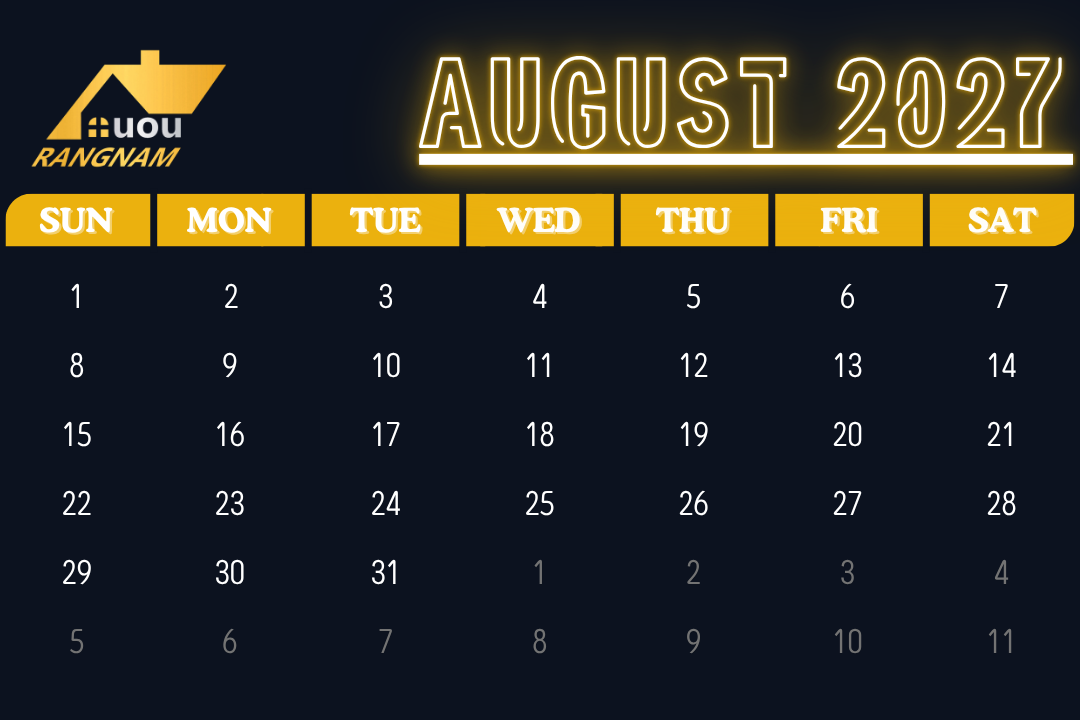 uou
RANGNAM
AUGUST 2027
SUN MON TUE WED THU FRI SAT
1 2 3 4 5 6 7
8 9 10 11 12 13 14
15 16 17 18 19 20 21
22 23 24 25 26 27 28
29 30 31 1 2 3 4
5 6 7 8 9 10 11